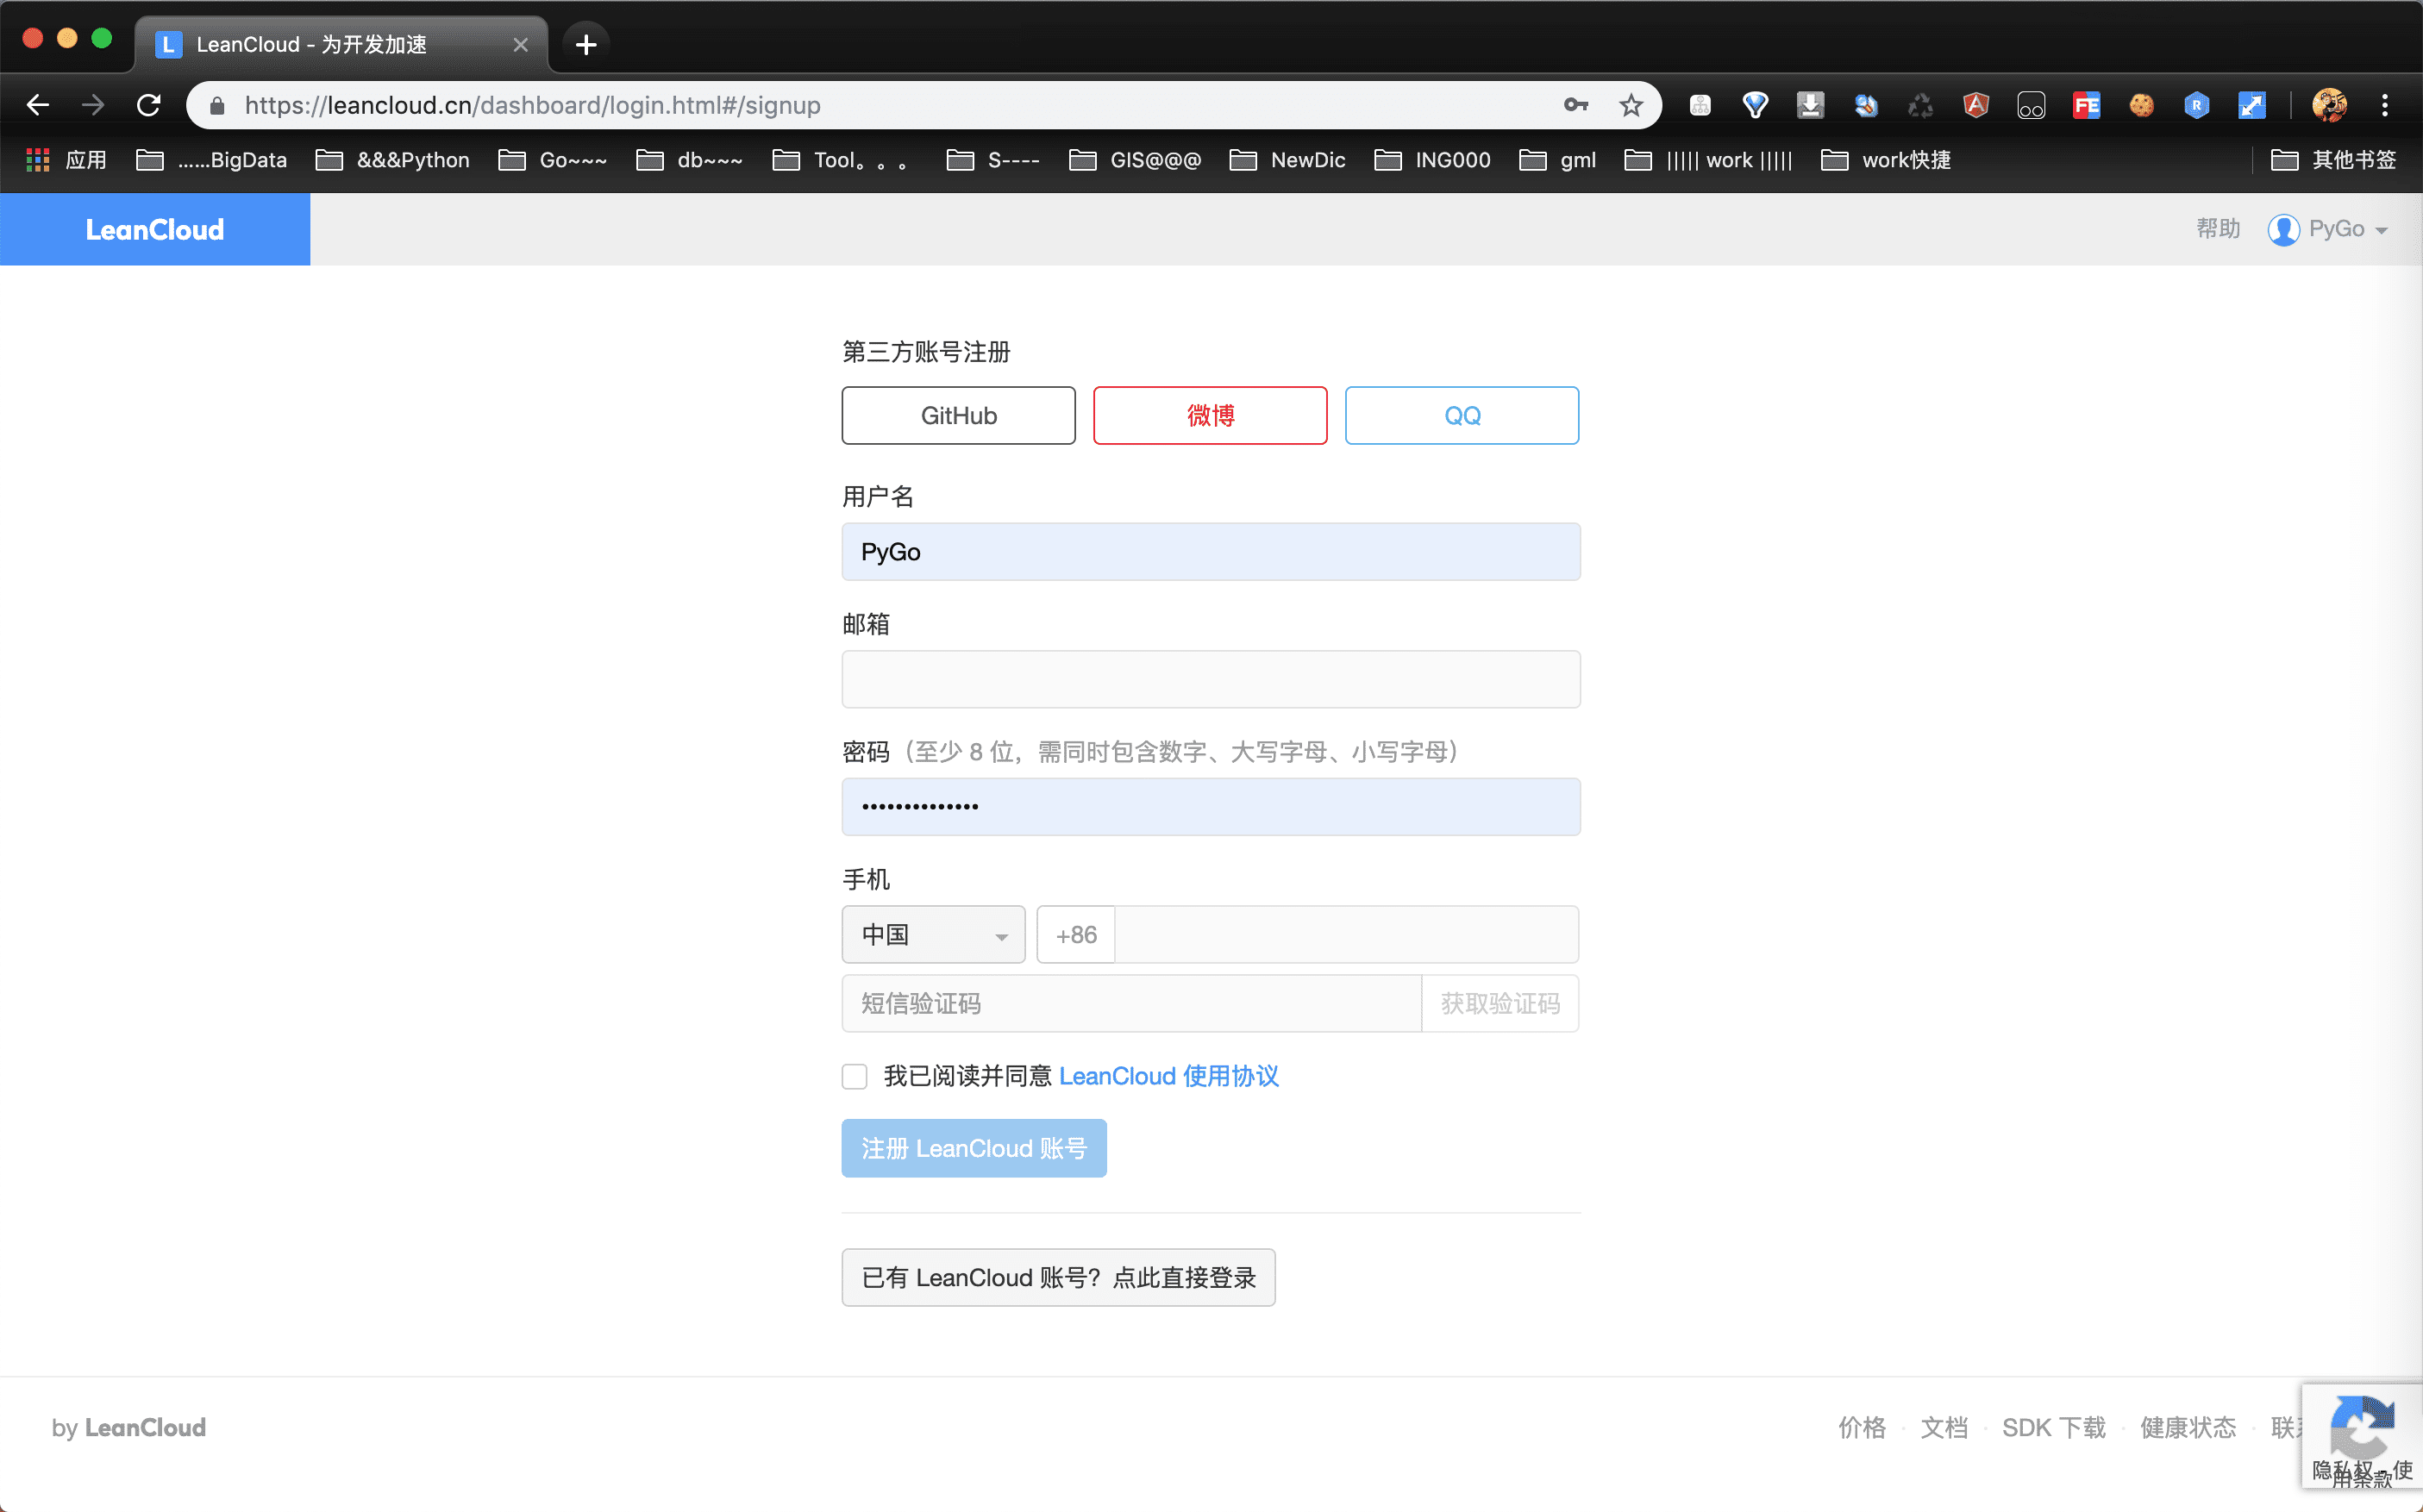 L LeanCloud - 为开发加速
https://leancloud.cn/dashboard/login.html#/signup
应用 ......BigData &&&Python Go~~~ db~~~ Tool。。。 S---- GIS@@@ NewDic ING000 gml ||||| work ||||| work快捷 其他书签
LeanCloud 帮助 PyGo
第三方账号注册
GitHub 微博 QQ
用户名
PyGo
邮箱
密码（至少 8 位，需同时包含数字、大写字母、小写字母）
••••••••••••••
手机
中国 +86
短信验证码 获取验证码
我已阅读并同意 LeanCloud 使用协议
注册 LeanCloud 账号
已有 LeanCloud 账号？点此直接登录
by LeanCloud 价格 · 文档 · SDK 下载 · 健康状态 · 联
隐私权 - 使
用条款